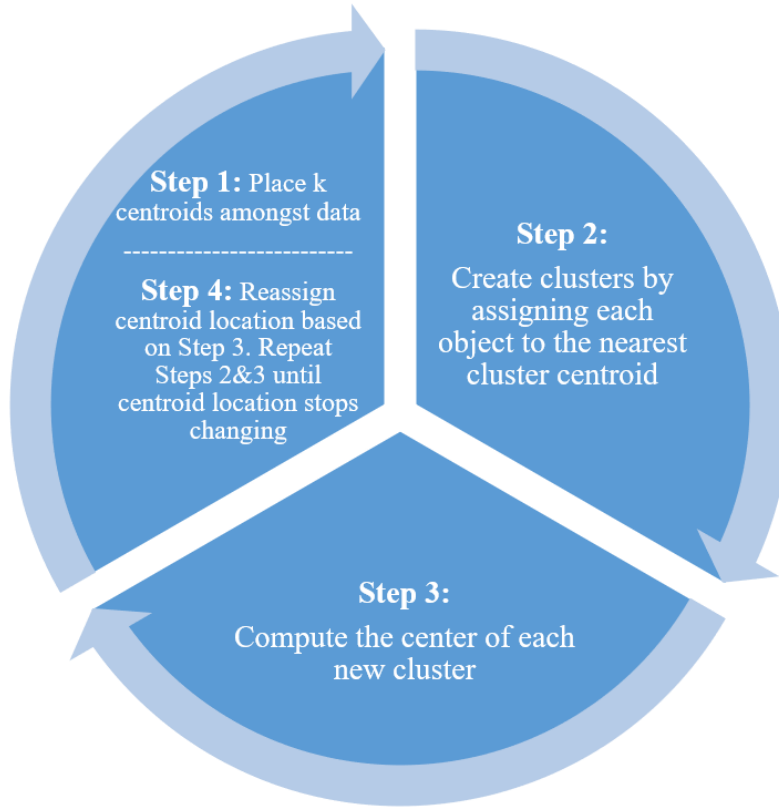 Step 1: Place k
centroids amongst data
--------------------------
Step 4: Reassign
centroid location based
on Step 3. Repeat
Steps 2&3 until
centroid location stops
changing
Step 2:
Create clusters by
assigning each
object to the nearest
cluster centroid
Step 3:
Compute the center of each
new cluster